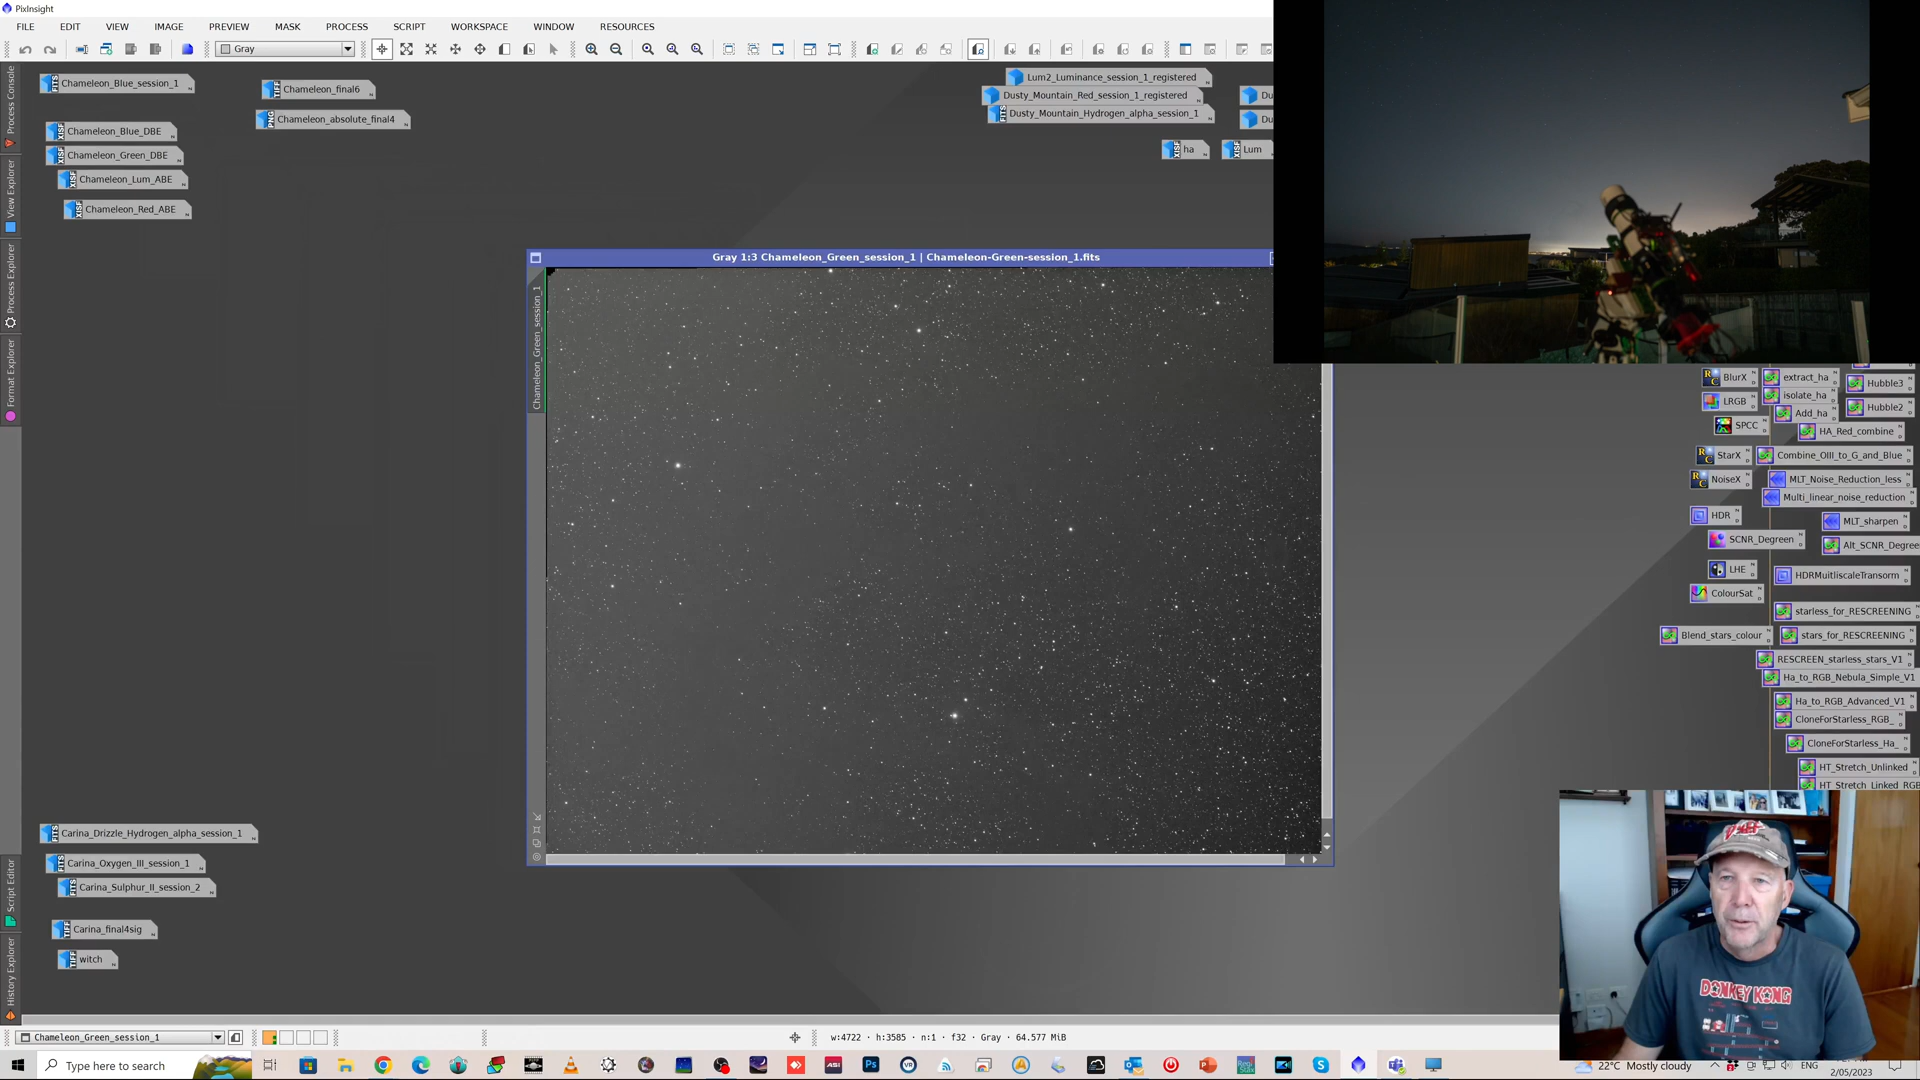 PixInsight
FILE EDIT VIEW IMAGE PREVIEW MASK PROCESS SCRIPT WORKSPACE WINDOW RESOURCES
Gray
Process Console
View Explorer
Process Explorer
Format Explorer
Script Editor
History Explorer
Chameleon_Blue_session_1
Chameleon_Blue_DBE
Chameleon_Green_DBE
Chameleon_Lum_ABE
Chameleon_Red_ABE
Chameleon_final6
Chameleon_absolute_final4
Lum2_Luminance_session_1_registered
Dusty_Mountain_Red_session_1_registered
Dusty_Mountain_Hydrogen_alpha_session_1
Du
Du
ha
Lum
Gray 1:3 Chameleon_Green_session_1 | Chameleon-Green-session_1.fits
Chameleon_Green_session_1
BlurX
extract_ha
Hubble3
LRGB
isolate_ha
Hubble2
Add_ha
SPCC
HA_Red_combine
StarX
Combine_OIII_to_G_and_Blue
NoiseX
MLT_Noise_Reduction_less
Multi_linear_noise_reduction
HDR
MLT_sharpen
SCNR_Degreen
Alt_SCNR_Degree
LHE
HDRMuitliscaleTransorm
ColourSat
starless_for_RESCREENING
Blend_stars_colour
stars_for_RESCREENING
RESCREEN_starless_stars_V1
Ha_to_RGB_Nebula_Simple_V1
Ha_to_RGB_Advanced_V1
CloneForStarless_RGB_
CloneForStarless_Ha_
HT_Stretch_Unlinked
HT_Stretch_Linked_RGB
Carina_Drizzle_Hydrogen_alpha_session_1
Carina_Oxygen_III_session_1
Carina_Sulphur_II_session_2
Carina_final4sig
witch
DONKEY KONG
Chameleon_Green_session_1
w:4722 · h:3585 · n:1 · f32 · Gray · 64.577 MiB
Type here to search
22°C Mostly cloudy
ENG
2/05/2023